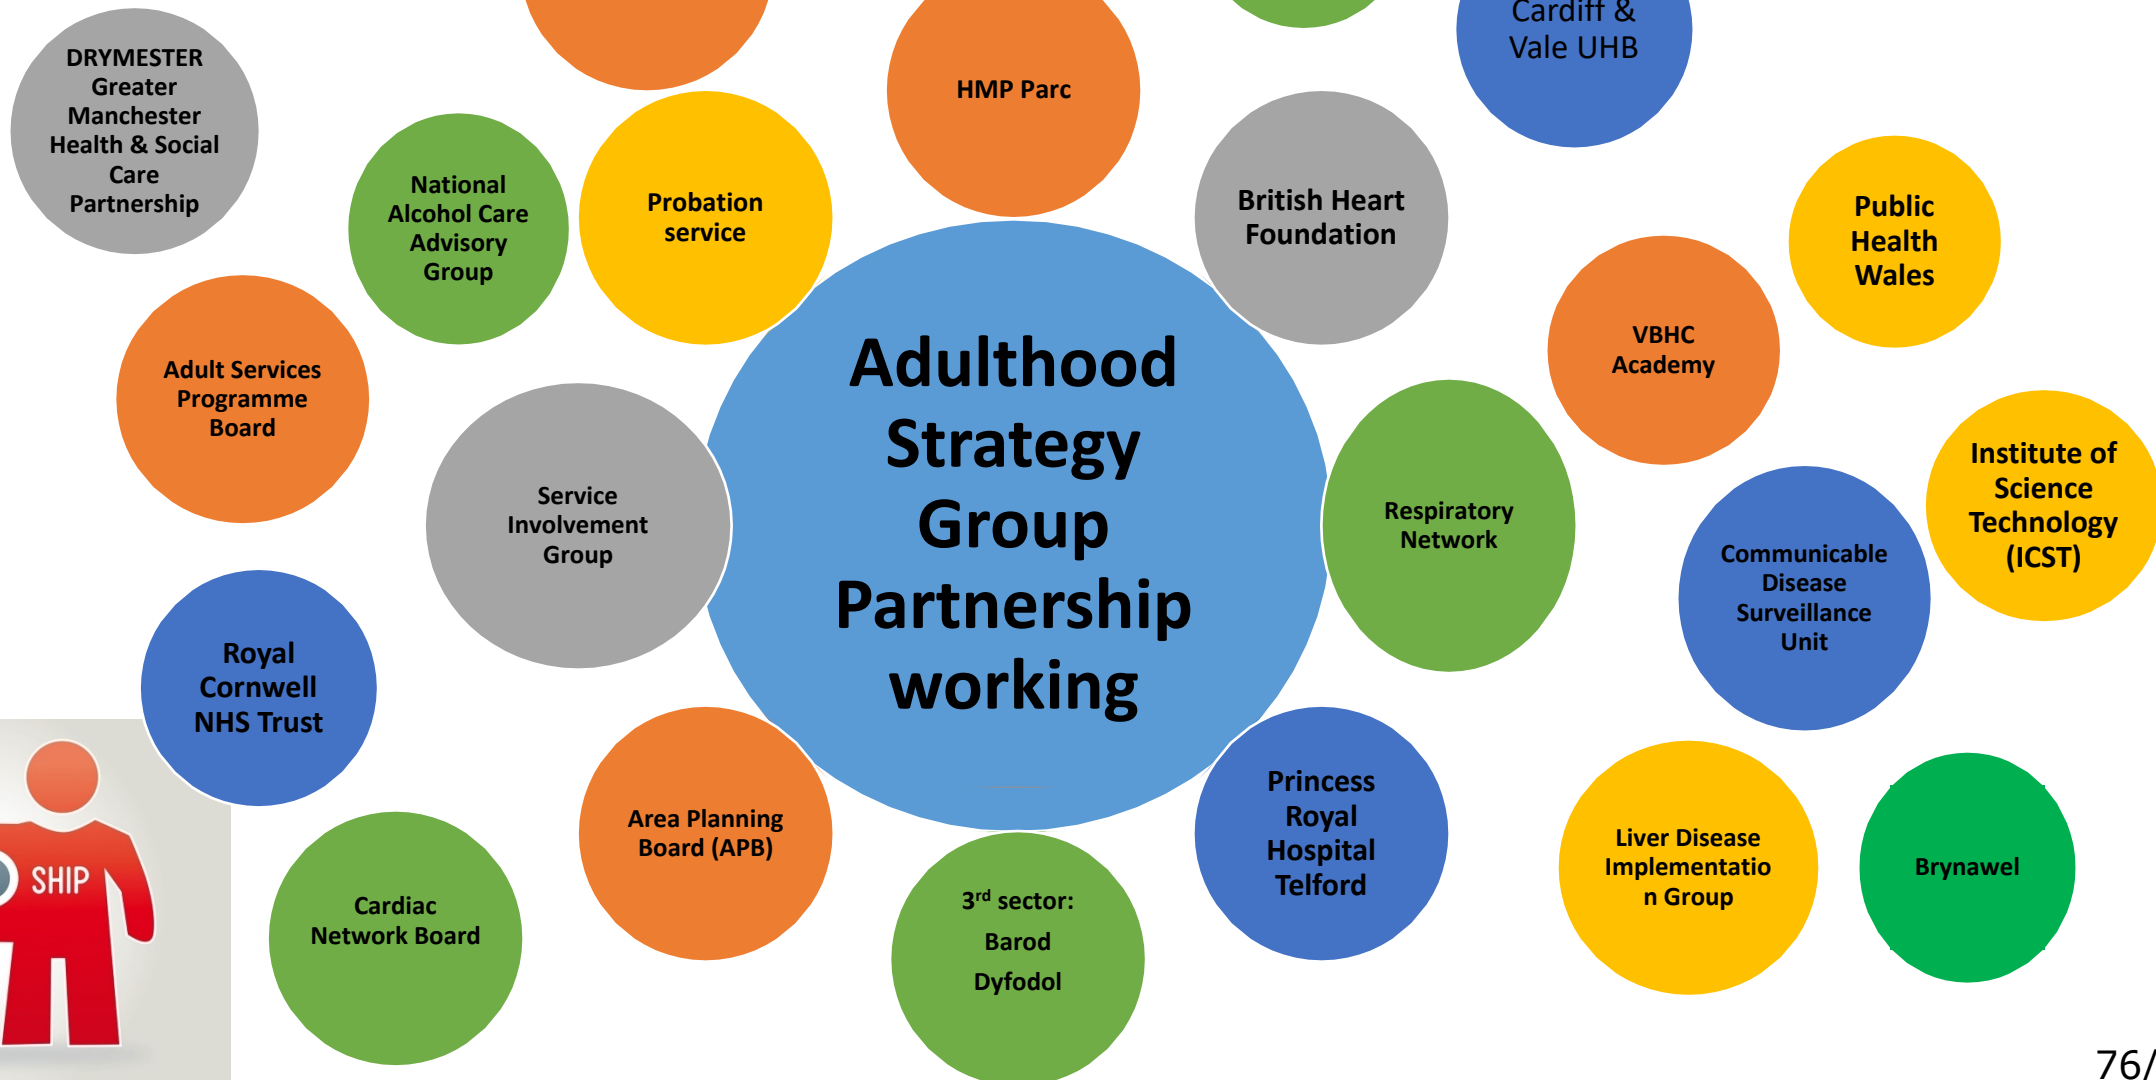 Cardiff &
Vale UHB
DRYMESTER
Greater
Manchester
Health & Social
Care
Partnership
HMP Parc
National
Alcohol Care
Advisory
Group
Probation
service
British Heart
Foundation
Public
Health
Wales
VBHC
Academy
Adult Services
Programme
Board
Adulthood
Strategy
Group
Partnership
working
Service
Involvement
Group
Respiratory
Network
Institute of
Science
Technology
(ICST)
Communicable
Disease
Surveillance
Unit
Royal
Cornwell
NHS Trust
SHIP
Area Planning
Board (APB)
Princess
Royal
Hospital
Telford
Liver Disease
Implementatio
n Group
Brynawel
Cardiac
Network Board
3rd sector:
Barod
Dyfodol
76/